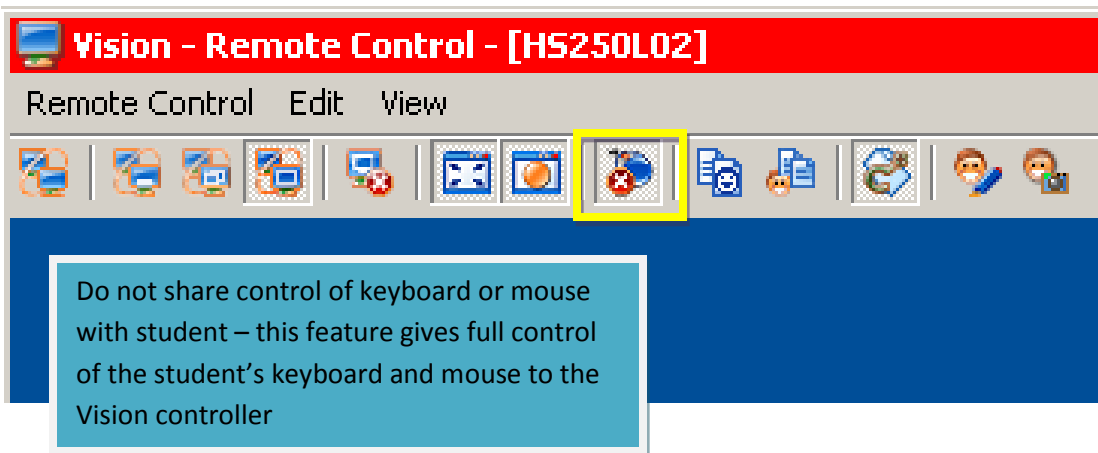 Vision - Remote Control - [HS250L02]
Remote Control Edit View
Do not share control of keyboard or mouse
with student – this feature gives full control
of the student’s keyboard and mouse to the
Vision controller